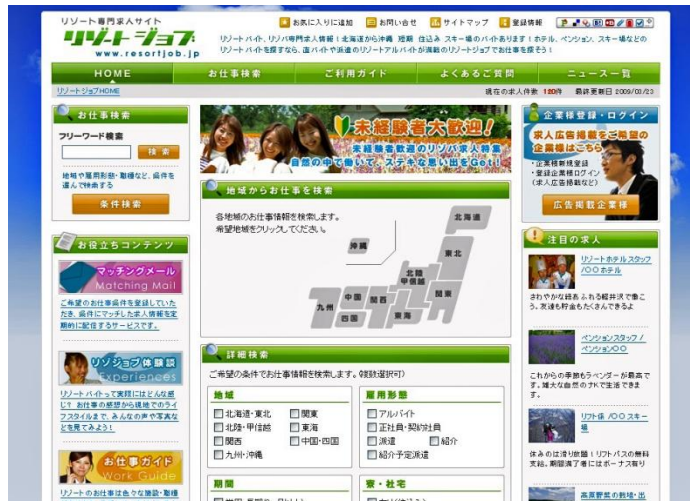 リゾート専門求人サイト
リゾートジョブ
www.resortjob.jp
お気に入りに追加 お問い合せ サイトマップ 登録情報
リゾートバイト、リゾバ専門求人情報！北海道から沖縄 短期 住込み スキー場のバイトあります！ホテル、ペンション、スキー場などの
リゾートバイトを探すなら、直バイトや派遣のリゾートアルバイトが満載のリゾートジョブでお仕事を探そう！
HOME お仕事検索 ご利用ガイド よくあるご質問 ニュース一覧
リゾートジョブHOME
現在の求人件数 120件 最終更新日 2009/03/23
お仕事検索
フリーワード検索
検索
地域や雇用形態・職種など、条件を
選んで検索する
条件検索
お役立ちコンテンツ
マッチングメール
Matching Mail
ご希望のお仕事条件を登録していた
だき、条件にマッチした求人情報を定
期的に配信するサービスです。
リゾジョブ体験談
Experiences
リゾートバイトって実際にはどんな感
じ？ お仕事の感想から現地でのライ
フスタイルまで、みんなの声や写真な
どを見てみよう！
お仕事ガイド
Work Guide
リゾートのお仕事は色々な施設・職種
未経験者大歓迎！
未経験者歓迎のリゾバ求人特集
自然の中で働いて、ステキな思い出をGet！
地域からお仕事を検索
各地域のお仕事情報を検索します。
希望地域をクリックしてください。
北海道
東北
沖縄
北陸
甲信越
関東
中国
関西
九州
四国
東海
詳細検索
ご希望の条件でお仕事情報を検索します。(複数選択可)
地域
北海道・東北 関東
北陸・甲信越 東海
関西 中国・四国
九州・沖縄
雇用形態
アルバイト
正社員・契約社員
派遣 紹介
紹介予定派遣
期間
寮・社宅
企業様登録・ログイン
求人広告掲載をご希望の
企業様はこちら
・企業様新規登録
・登録企業様ログイン
(求人広告掲載など)
広告掲載企業様
注目の求人
リゾートホテルスタッフ
/○○ホテル
さわやかな緑あふれる軽井沢で働こ
う。友達も貯金もたくさんできるよ
ペンションスタッフ/
ペンション○○
これからの季節もラベンダーが最高で
す。雄大な自然の中で生活できま
す。
リフト係 /○○スキー
場
休みのは滑り放題！リフトパスの無料
支給。期間満了者にはボーナス有り